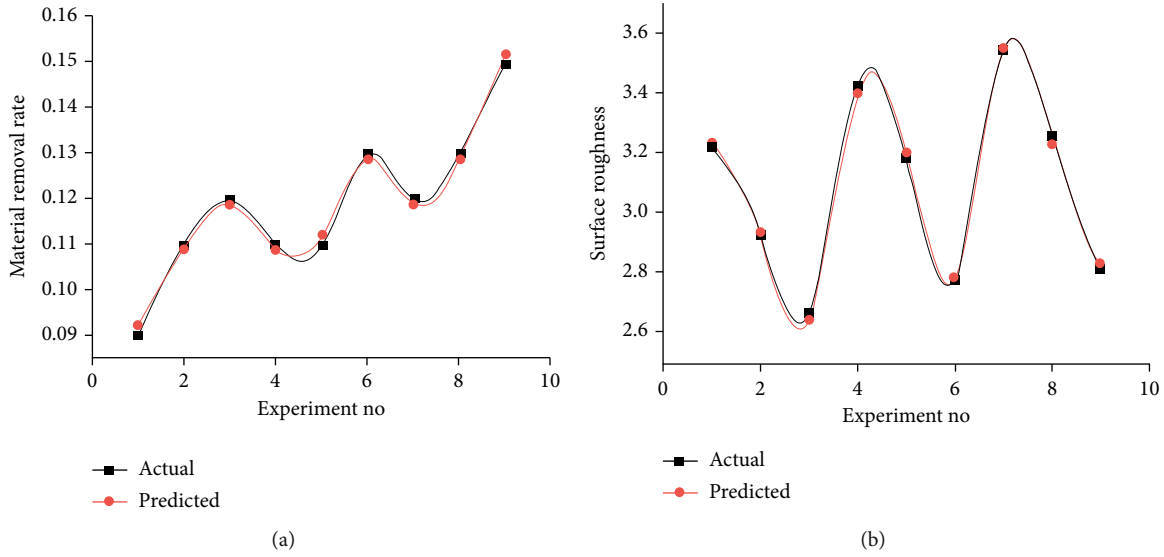 0.16
0.15
0.14
0.13
0.12
0.11
0.10
0.09
Material removal rate
0 2 4 6 8 10
Experiment no
Actual
Predicted
(a)
3.6
3.4
3.2
3.0
2.8
2.6
Surface roughness
0 2 4 6 8 10
Experiment no
Actual
Predicted
(b)